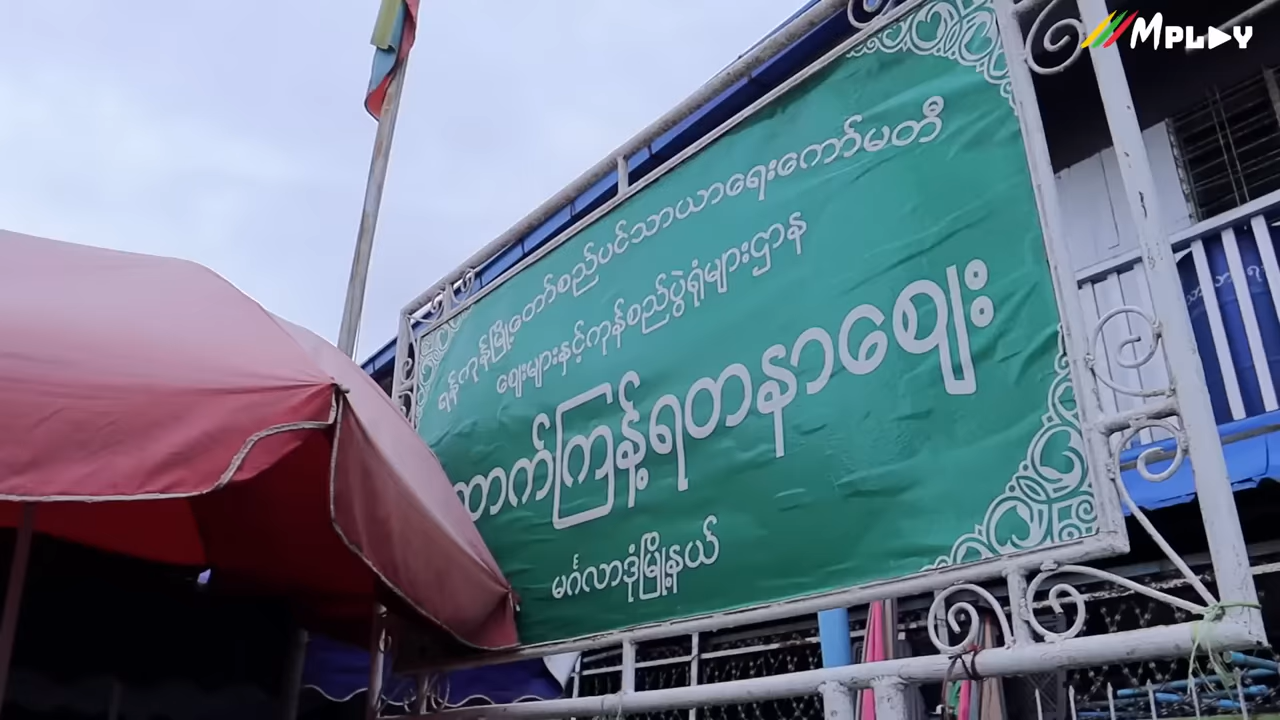 MPLAY
ရန်ကုန်မြို့တော်စည်ပင်သာယာရေးကော်မတီ
ဈေးများနှင့်ကုန်စည်ပွဲရုံများဌာန
ထောက်ကြန့်ရတနာဈေး
မင်္ဂလာဒုံမြို့နယ်